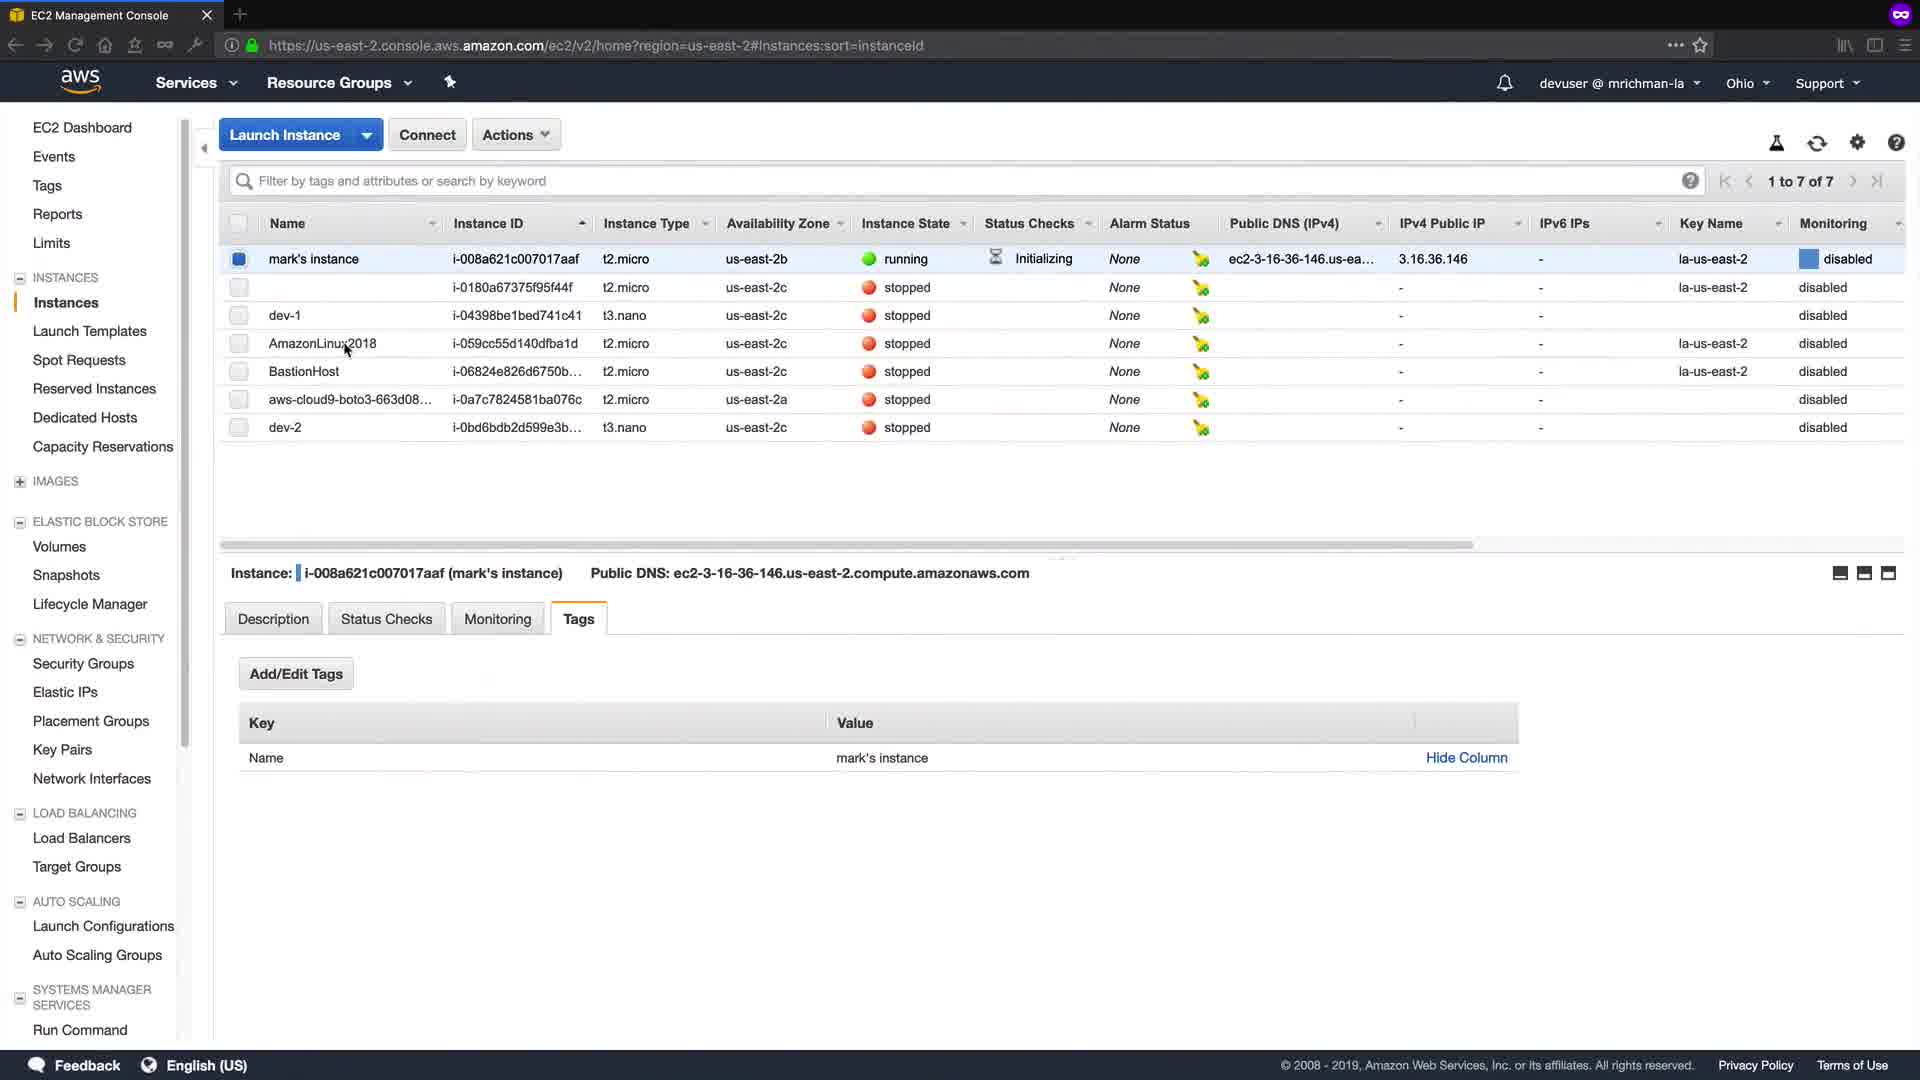 EC2 Management Console
https://us-east-2.console.aws.amazon.com/ec2/v2/home?region=us-east-2#Instances:sort=instanceId
aws Services Resource Groups devuser @ mrichman-la Ohio Support
EC2 Dashboard
Events
Tags
Reports
Limits
INSTANCES
Instances
Launch Templates
Spot Requests
Reserved Instances
Dedicated Hosts
Capacity Reservations
IMAGES
ELASTIC BLOCK STORE
Volumes
Snapshots
Lifecycle Manager
NETWORK & SECURITY
Security Groups
Elastic IPs
Placement Groups
Key Pairs
Network Interfaces
LOAD BALANCING
Load Balancers
Target Groups
AUTO SCALING
Launch Configurations
Auto Scaling Groups
SYSTEMS MANAGER
SERVICES
Run Command
Launch Instance Connect Actions
Filter by tags and attributes or search by keyword 1 to 7 of 7
Name Instance ID Instance Type Availability Zone Instance State Status Checks Alarm Status Public DNS (IPv4) IPv4 Public IP IPv6 IPs Key Name Monitoring
mark's instance i-008a621c007017aaf t2.micro us-east-2b running Initializing None ec2-3-16-36-146.us-ea... 3.16.36.146 - la-us-east-2 disabled
i-0180a67375f95f44f t2.micro us-east-2c stopped None - - la-us-east-2 disabled
dev-1 i-04398be1bed741c41 t3.nano us-east-2c stopped None - - disabled
AmazonLinux2018 i-059cc55d140dfba1d t2.micro us-east-2c stopped None - - la-us-east-2 disabled
BastionHost i-06824e826d6750b... t2.micro us-east-2c stopped None - - la-us-east-2 disabled
aws-cloud9-boto3-663d08... i-0a7c7824581ba076c t2.micro us-east-2a stopped None - - disabled
dev-2 i-0bd6bdb2d599e3b... t3.nano us-east-2c stopped None - - disabled
Instance: i-008a621c007017aaf (mark's instance) Public DNS: ec2-3-16-36-146.us-east-2.compute.amazonaws.com
Description Status Checks Monitoring Tags
Add/Edit Tags
Key Value
Name mark's instance Hide Column
Feedback English (US) © 2008 - 2019, Amazon Web Services, Inc. or its affiliates. All rights reserved. Privacy Policy Terms of Use